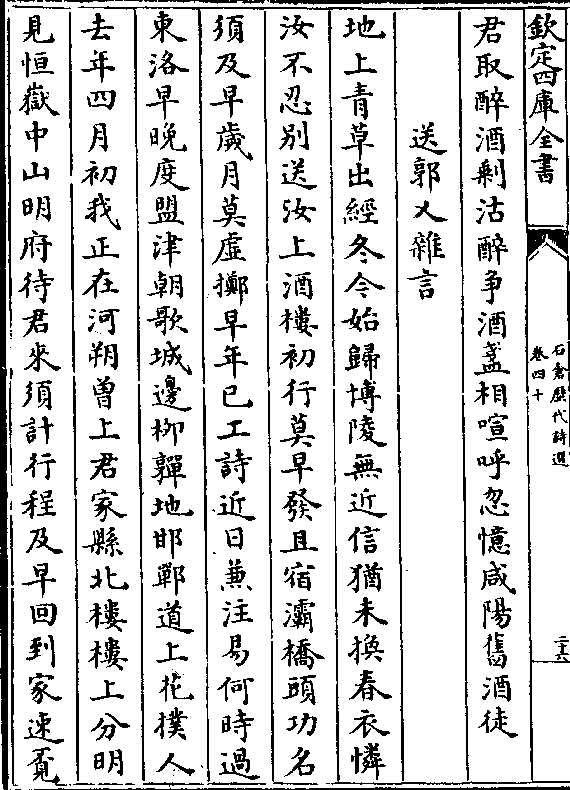 欽定四庫全書
石倉歷代詩選
卷四十
二十六
君取醉酒剩沽醉爭酒盞相喧呼忽憶咸陽舊酒徒
送郭乂雜言
地上青草出經冬今始歸博陵無近信猶未換春衣憐
汝不忍別送汝上酒樓初行莫早發且宿灞橋頭功名
須及早歲月莫虛擲早年已工詩近日兼注易何時過
東洛早晚度盟津朝歌城邊柳嚲地邯鄲道上花撲人
去年四月初我正在河朔曽上君家縣北樓樓上分明
見恒嶽中山明府待君來須計行程及早回到家速覔